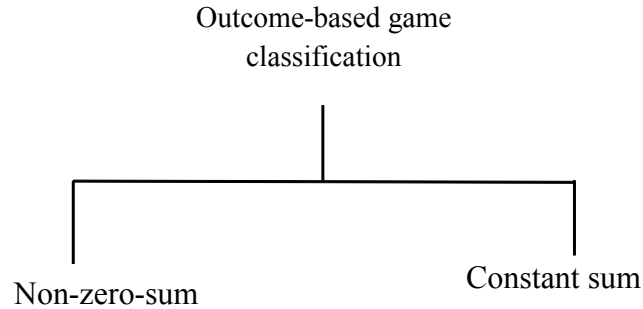 Outcome-based game
classification
Non-zero-sum
Constant sum